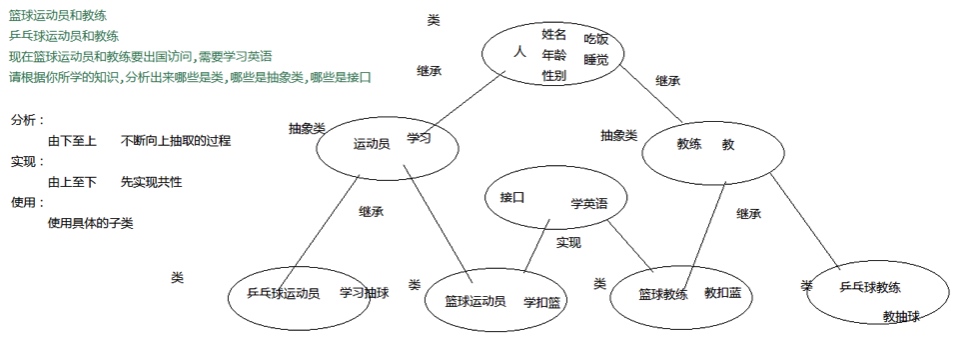 篮球运动员和教练
乒乓球运动员和教练
现在篮球运动员和教练要出国访问,需要学习英语
请根据你所学的知识,分析出来哪些是类,哪些是抽象类,哪些是接口
类
人
姓名
年龄
性别
吃饭
睡觉
继承
继承
分析：
由下至上 不断向上抽取的过程
实现：
由上至下 先实现共性
使用：
使用具体的子类
抽象类
运动员 学习
抽象类
教练 教
接口 学英语
继承
实现
继承
类
乒乓球运动员 学习抽球
类
篮球运动员 学扣篮
类
篮球教练 教扣蓝
类
乒乓球教练
教抽球